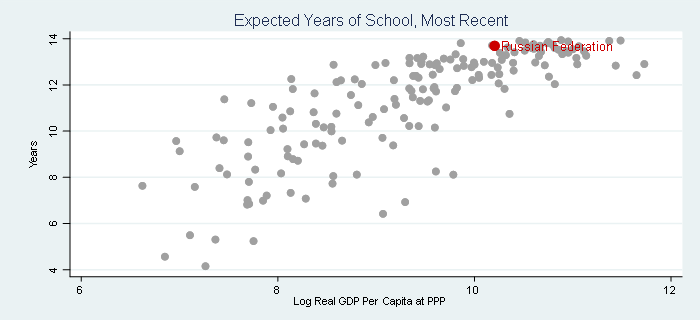 Expected Years of School, Most Recent
14
12
10
8
6
4
Years
Russian Federation
6
8
10
12
Log Real GDP Per Capita at PPP